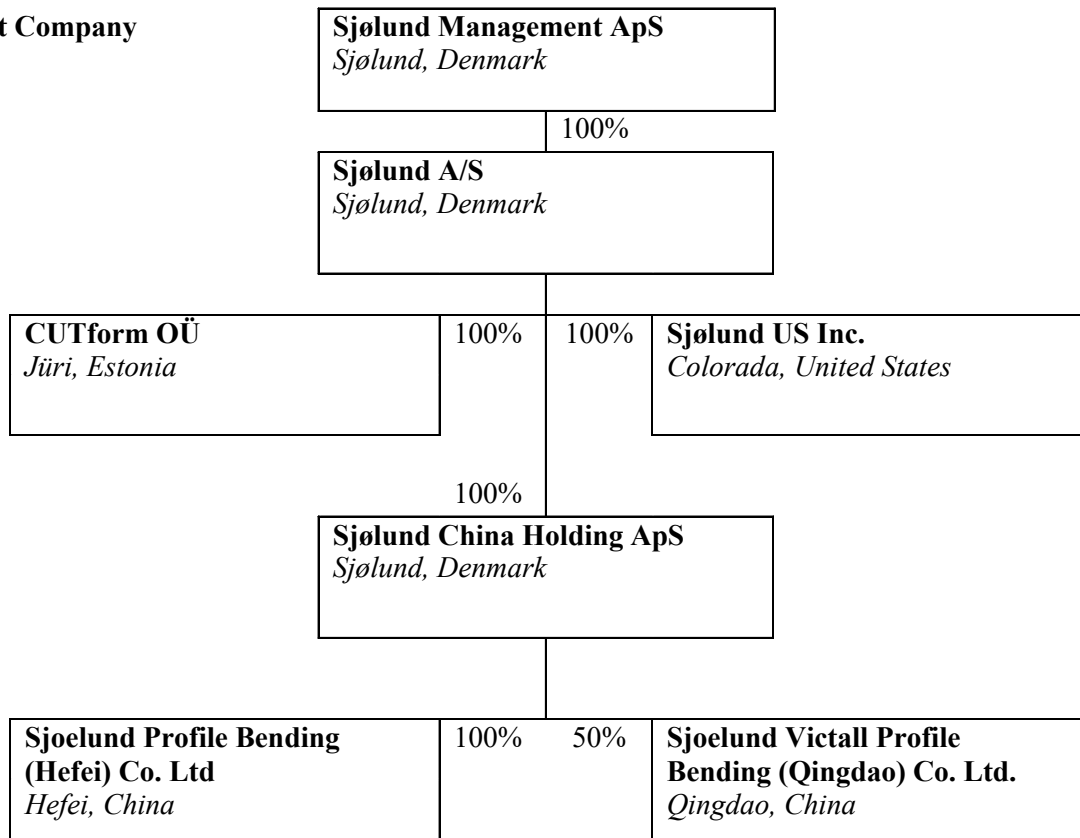 t Company
Sjølund Management ApS
Sjølund, Denmark
100%
Sjølund A/S
Sjølund, Denmark
CUTform OÜ
Jüri, Estonia
100%
100%
Sjølund US Inc.
Colorada, United States
100%
Sjølund China Holding ApS
Sjølund, Denmark
Sjoelund Profile Bending
(Hefei) Co. Ltd
Hefei, China
100%
50%
Sjoelund Victall Profile
Bending (Qingdao) Co. Ltd.
Qingdao, China